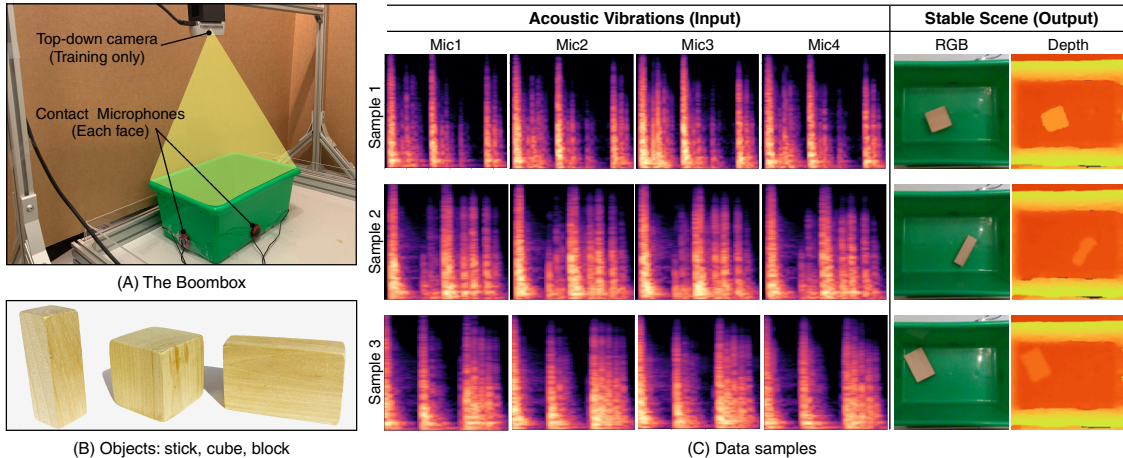 Top-down camera
(Training only)
Contact Microphones
(Each face)
(A) The Boombox
(B) Objects: stick, cube, block
Acoustic Vibrations (Input)
Stable Scene (Output)
Mic1
Mic2
Mic3
Mic4
RGB
Depth
Sample 1
Sample 2
Sample 3
(C) Data samples